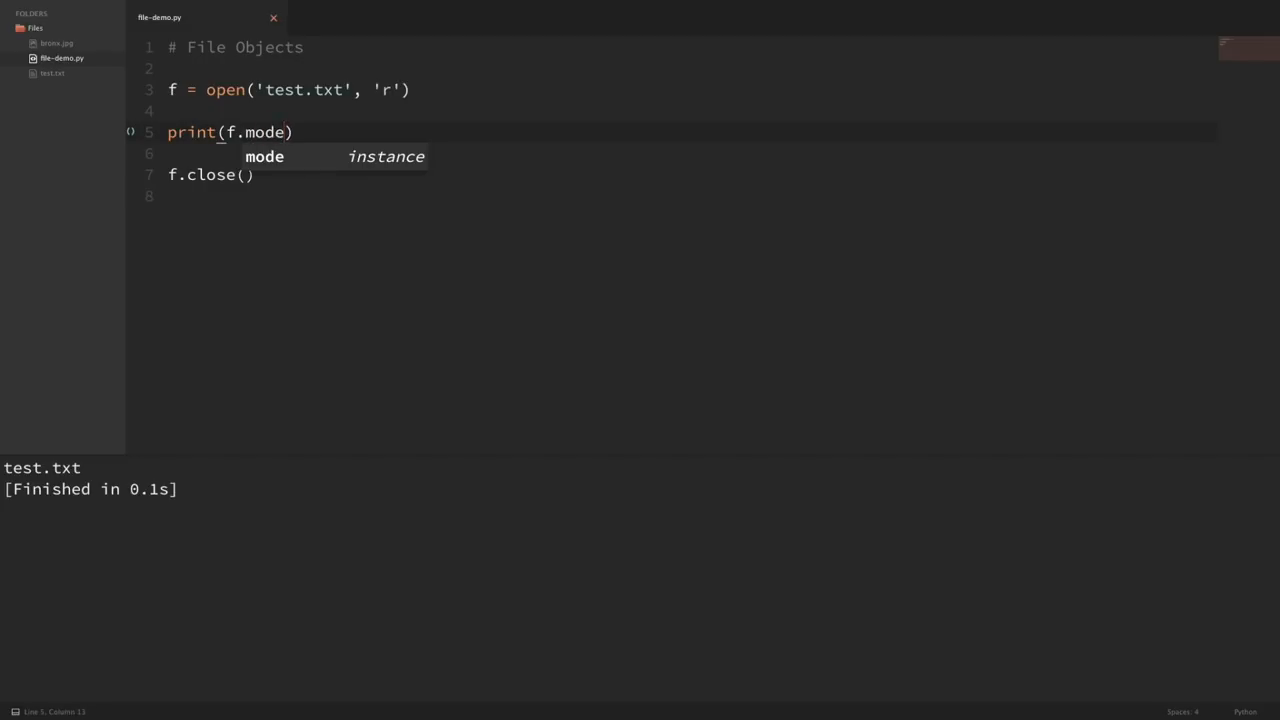 FOLDERS
Files
bronx.jpg
file-demo.py
test.txt
file-demo.py
1 # File Objects
2
3 f = open('test.txt', 'r')
4
5 print(f.mode)
mode instance
6
7 f.close()
8
test.txt
[Finished in 0.1s]
Line 5, Column 13
Spaces: 4
Python